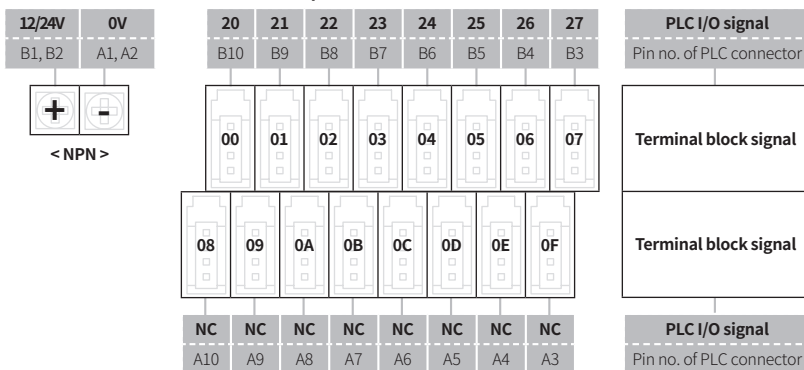 12/24V 0V 20 21 22 23 24 25 26 27 PLC I/O signal
B1, B2 A1, A2 B10 B9 B8 B7 B6 B5 B4 B3 Pin no. of PLC connector
+ - 00 01 02 03 04 05 06 07 Terminal block signal
< NPN >
08 09 0A 0B 0C 0D 0E 0F Terminal block signal
NC NC NC NC NC NC NC NC PLC I/O signal
A10 A9 A8 A7 A6 A5 A4 A3 Pin no. of PLC connector